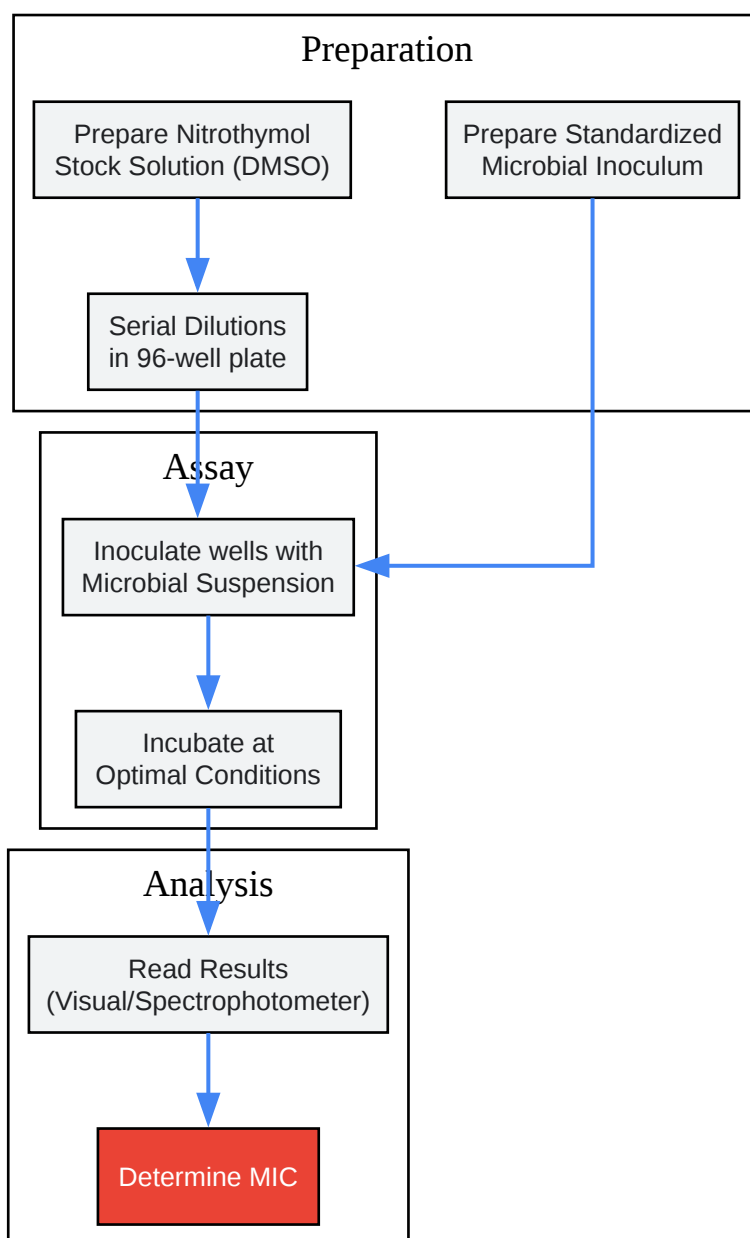 Preparation
Prepare Nitrothymol
Stock Solution (DMSO)
Prepare Standardized
Microbial Inoculum
Serial Dilutions
in 96-well plate
Assay
Inoculate wells with
Microbial Suspension
Incubate at
Optimal Conditions
Analysis
Read Results
(Visual/Spectrophotometer)
Determine MIC